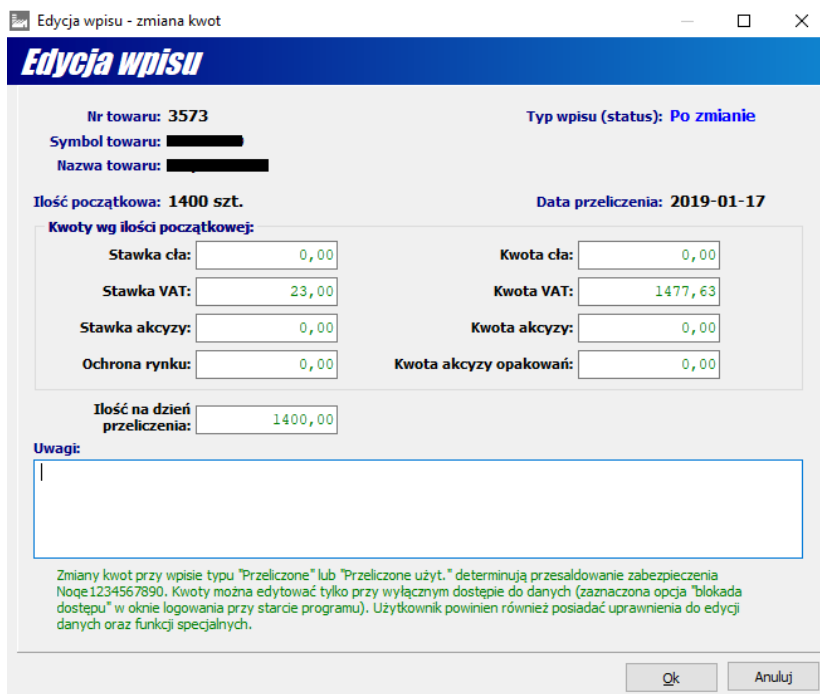 Edycja wpisu - zmiana kwot
Edycja wpisu
Nr towaru: 3573 Typ wpisu (status): Po zmianie
Symbol towaru:
Nazwa towaru:
Ilość początkowa: 1400 szt. Data przeliczenia: 2019-01-17
Kwoty wg ilości początkowej:
Stawka cła: 0,00 Kwota cła: 0,00
Stawka VAT: 23,00 Kwota VAT: 1477,63
Stawka akcyzy: 0,00 Kwota akcyzy: 0,00
Ochrona rynku: 0,00 Kwota akcyzy opakowań: 0,00
Ilość na dzień
przeliczenia: 1400,00
Uwagi:
Zmiany kwot przy wpisie typu "Przeliczone" lub "Przeliczone użyt." determinują przesaldowanie zabezpieczenia
Noqe1234567890. Kwoty można edytować tylko przy wyłącznym dostępie do danych (zaznaczona opcja "blokada
dostępu" w oknie logowania przy starcie programu). Użytkownik powinien również posiadać uprawnienia do edycji
danych oraz funkcji specjalnych.
Ok Anuluj